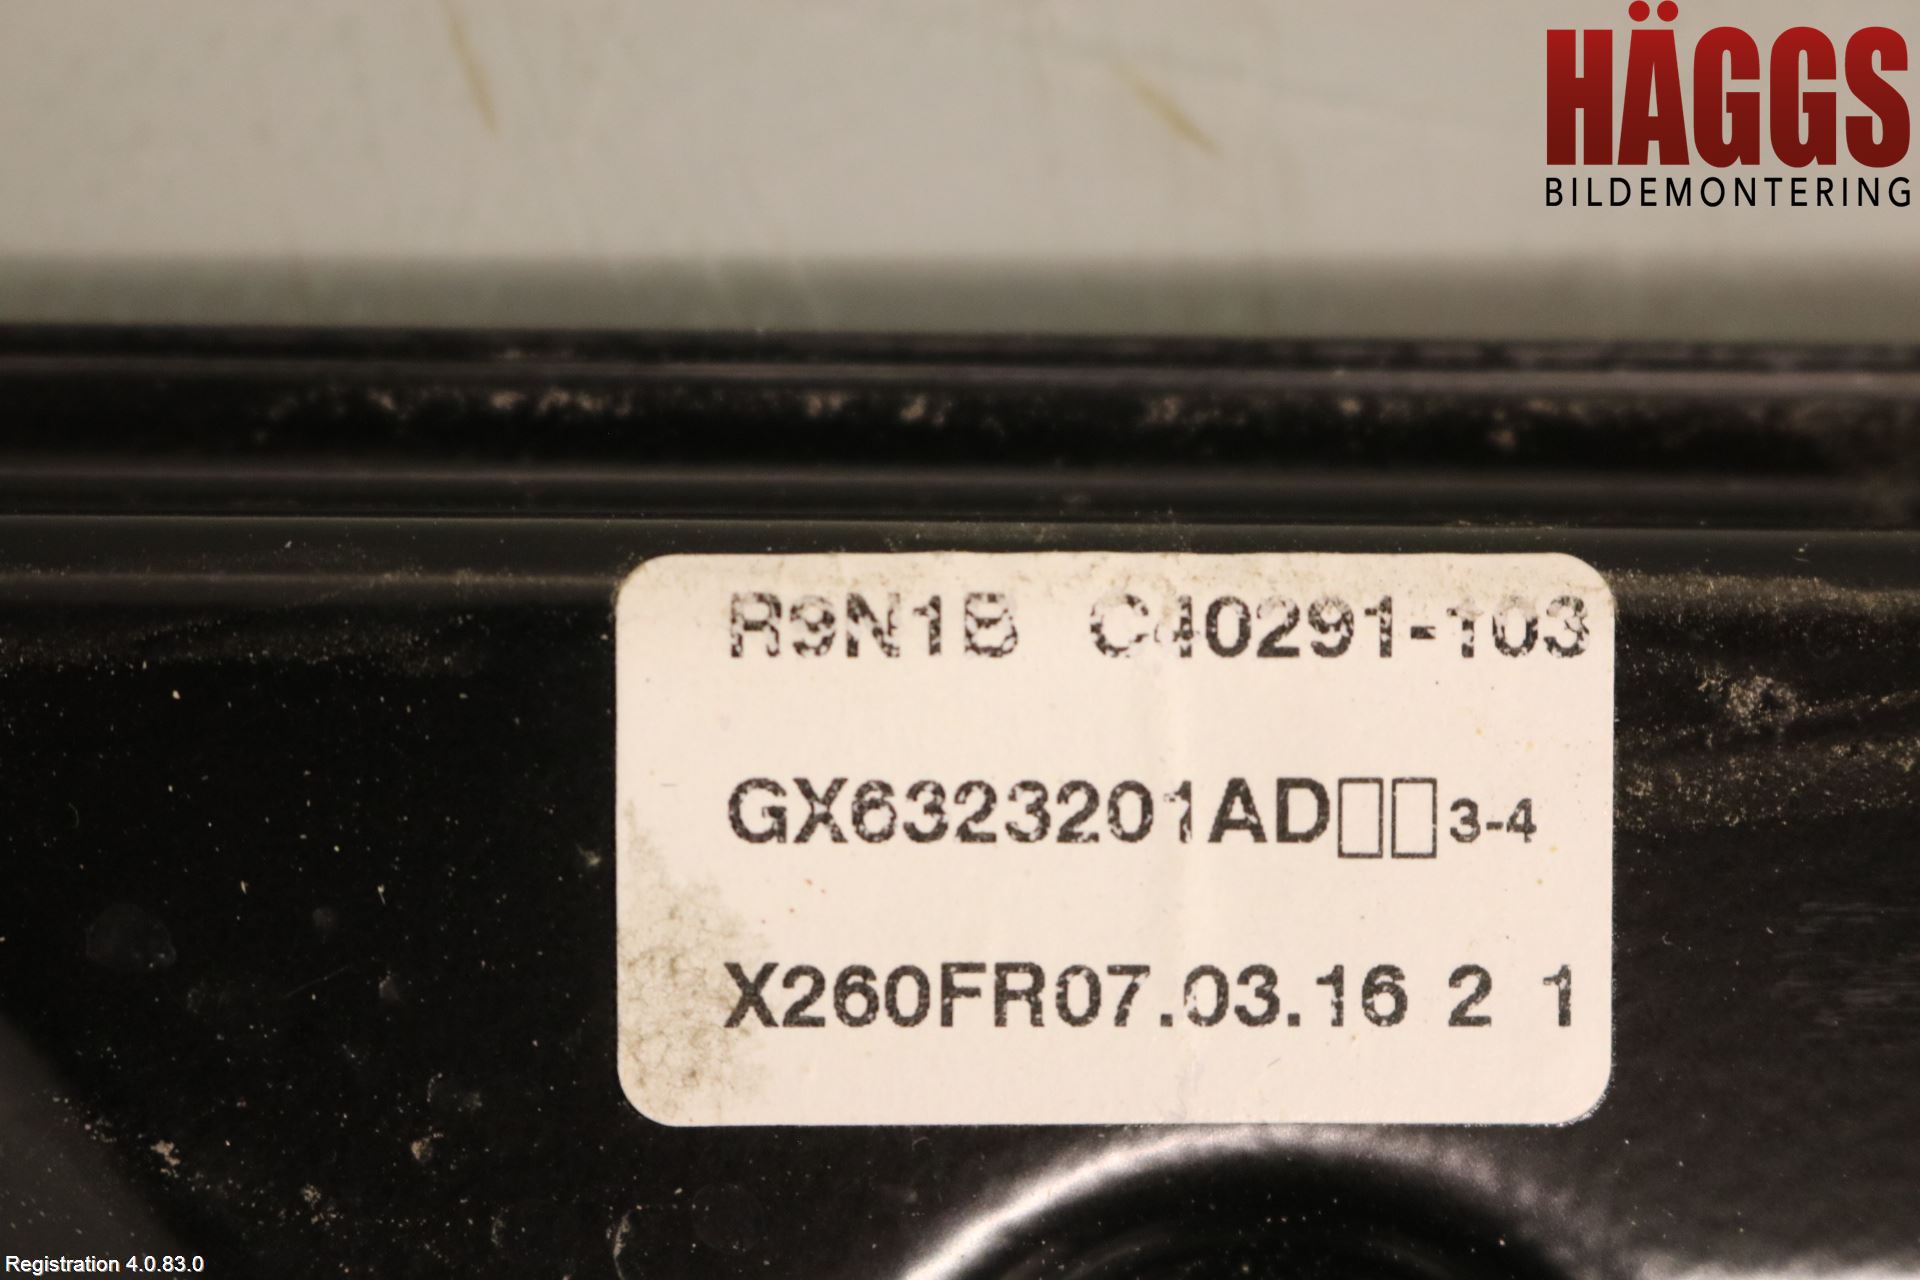 HÄGGS
BILDEMONTERING
R9N1B C40291-103
GX6323201AD□□3-4
X260FR07.03.16 2 1
Registration 4.0.83.0